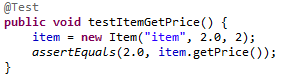 @Test
public void testItemGetPrice() {
    item = new Item("item", 2.0, 2);
    assertEquals(2.0, item.getPrice());
}